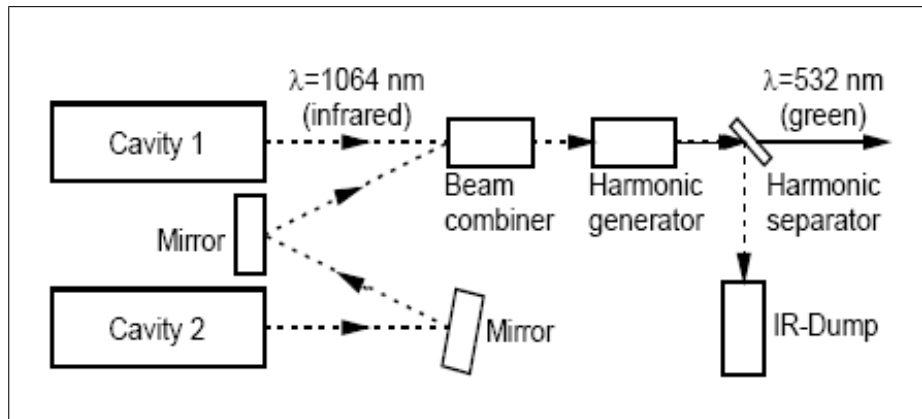 λ=1064 nm
(infrared)
λ=532 nm
(green)
Cavity 1
Beam
combiner
Harmonic
generator
Harmonic
separator
Mirror
Cavity 2
Mirror
IR-Dump